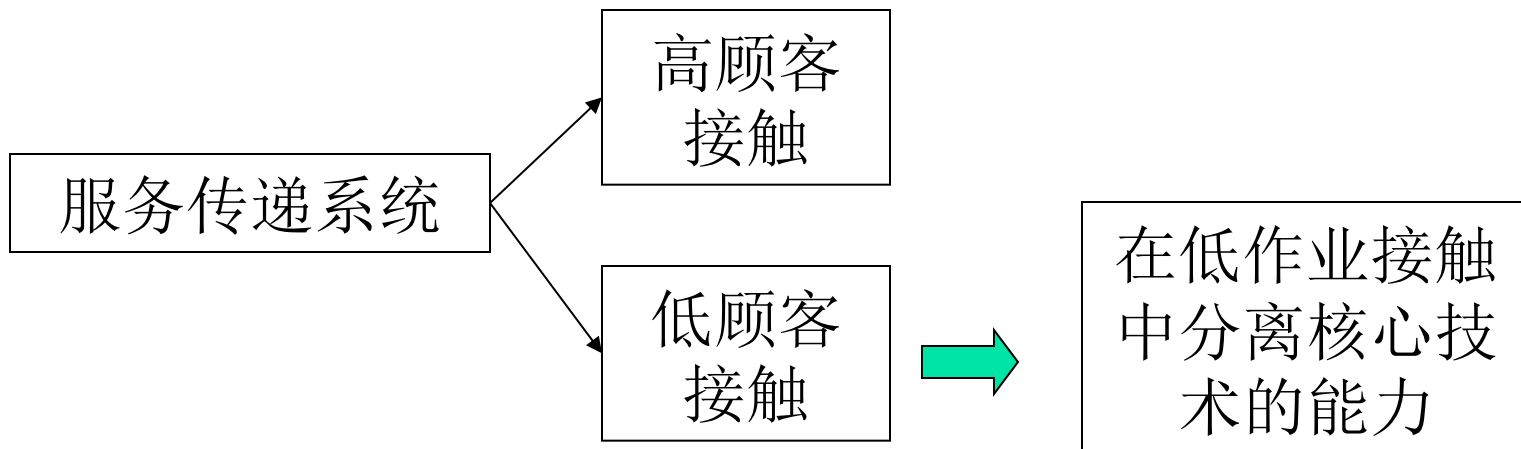 高顾客
接触
服务传递系统
低顾客
接触
在低作业接触
中分离核心技
术的能力